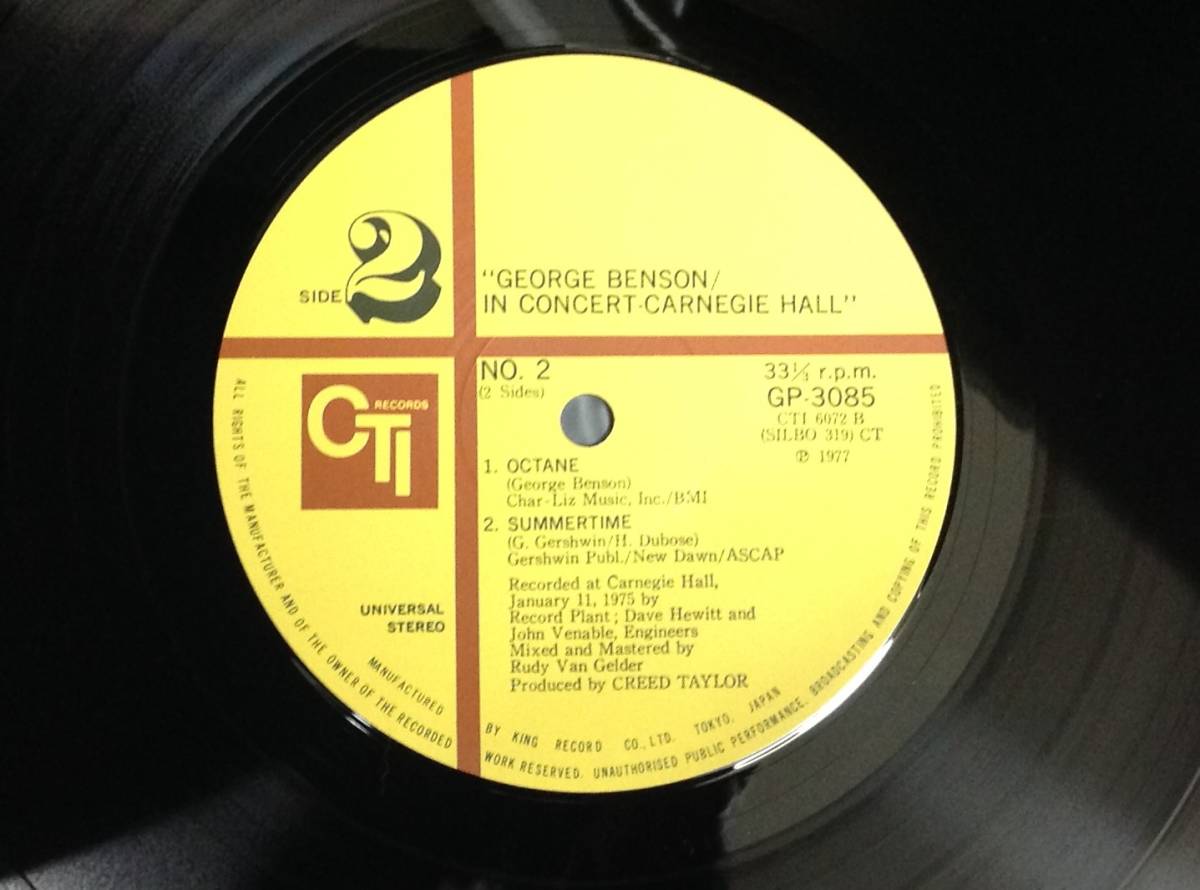 SIDE 2
"GEORGE BENSON/
IN CONCERT-CARNEGIE HALL"
CTI RECORDS
UNIVERSAL
STEREO
NO. 2
(2 Sides)
33⅓ r.p.m.
GP-3085
CTI 6072 B
(SILBO 319) CT
℗ 1977
1. OCTANE
(George Benson)
Char-Liz Music, Inc./BMI
2. SUMMERTIME
(G. Gershwin/H. Dubose)
Gershwin Publ./New Dawn/ASCAP
Recorded at Carnegie Hall,
January 11, 1975 by
Record Plant; Dave Hewitt and
John Venable, Engineers
Mixed and Mastered by
Rudy Van Gelder
Produced by CREED TAYLOR
MANUFACTURED BY KING RECORD CO., LTD. TOKYO, JAPAN
ALL RIGHTS OF THE MANUFACTURER AND OF THE OWNER OF THE RECORDED WORK RESERVED. UNAUTHORISED PUBLIC PERFORMANCE, BROADCASTING AND COPYING OF THIS RECORD PROHIBITED